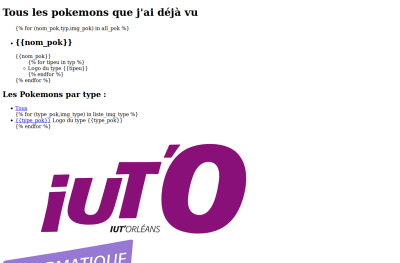 Tous les pokemons que j'ai déjà vu
{% for (nom_pok,typ,img_pok) in all_pok %}
{{nom_pok}}
{{nom_pok}}
{% for tipeu in typ %}
Logo du type {{tipeu}}
{% endfor %}
{% endfor %}
Les Pokemons par type :
Tous
{% for (type_pok,img_type) in liste_img_type %}
{{type_pok}} Logo du type {{type_pok}}
{% endfor %}
iUT'O
IUT'ORLÉANS